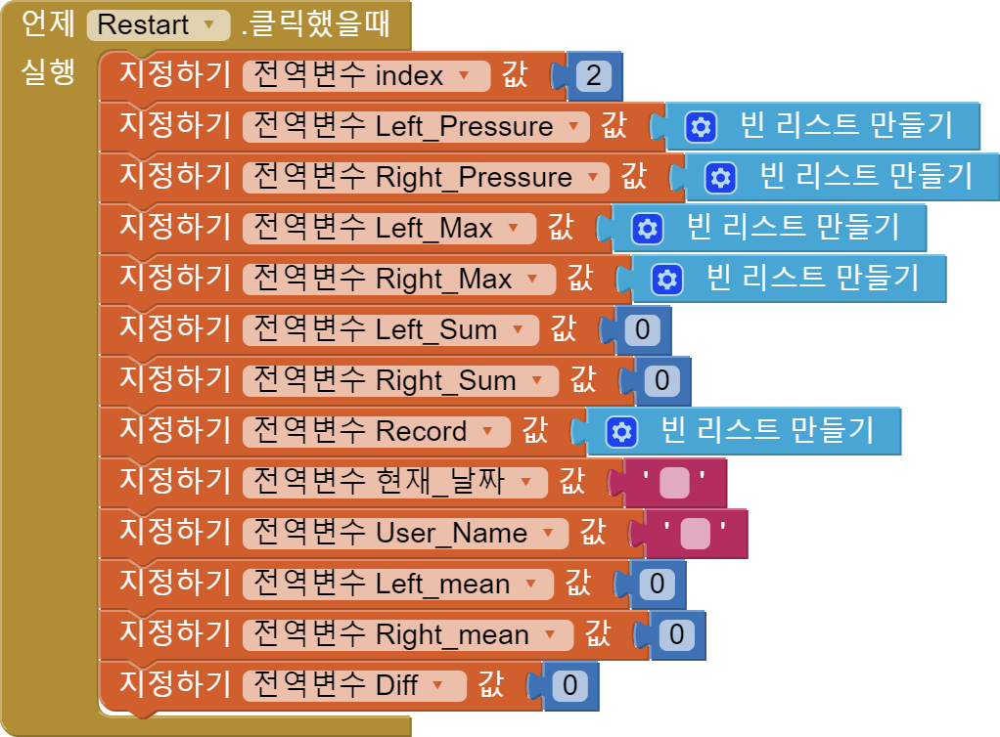 언제 Restart .클릭했을때
실행 지정하기 전역변수 index 값 2
지정하기 전역변수 Left_Pressure 값 빈 리스트 만들기
지정하기 전역변수 Right_Pressure 값 빈 리스트 만들기
지정하기 전역변수 Left_Max 값 빈 리스트 만들기
지정하기 전역변수 Right_Max 값 빈 리스트 만들기
지정하기 전역변수 Left_Sum 값 0
지정하기 전역변수 Right_Sum 값 0
지정하기 전역변수 Record 값 빈 리스트 만들기
지정하기 전역변수 현재_날짜 값 ' '
지정하기 전역변수 User_Name 값 ' '
지정하기 전역변수 Left_mean 값 0
지정하기 전역변수 Right_mean 값 0
지정하기 전역변수 Diff 값 0